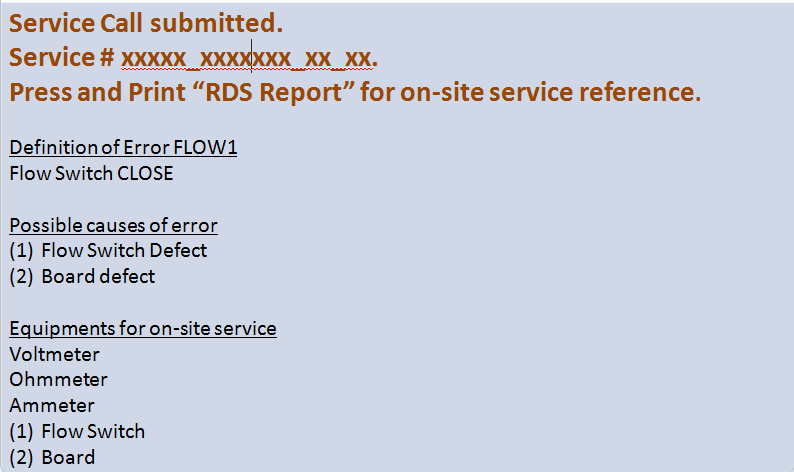 Service Call submitted.
Service # xxxxx_xxxxxxx_xx_xx.
Press and Print “RDS Report” for on-site service reference.
Definition of Error FLOW1
Flow Switch CLOSE
Possible causes of error
(1) Flow Switch Defect
(2) Board defect
Equipments for on-site service
Voltmeter
Ohmmeter
Ammeter
(1) Flow Switch
(2) Board